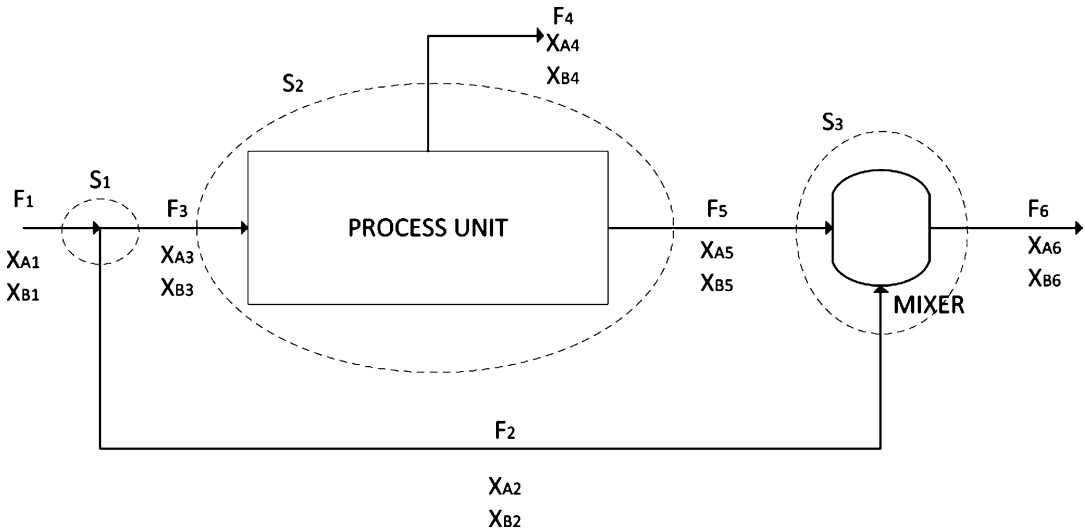 F4
XA4
XB4
S2
S3
S1
F1
F3
PROCESS UNIT
F5
F6
XA1
XB1
XA3
XB3
XA5
XB5
XA6
XB6
MIXER
F2
XA2
XB2